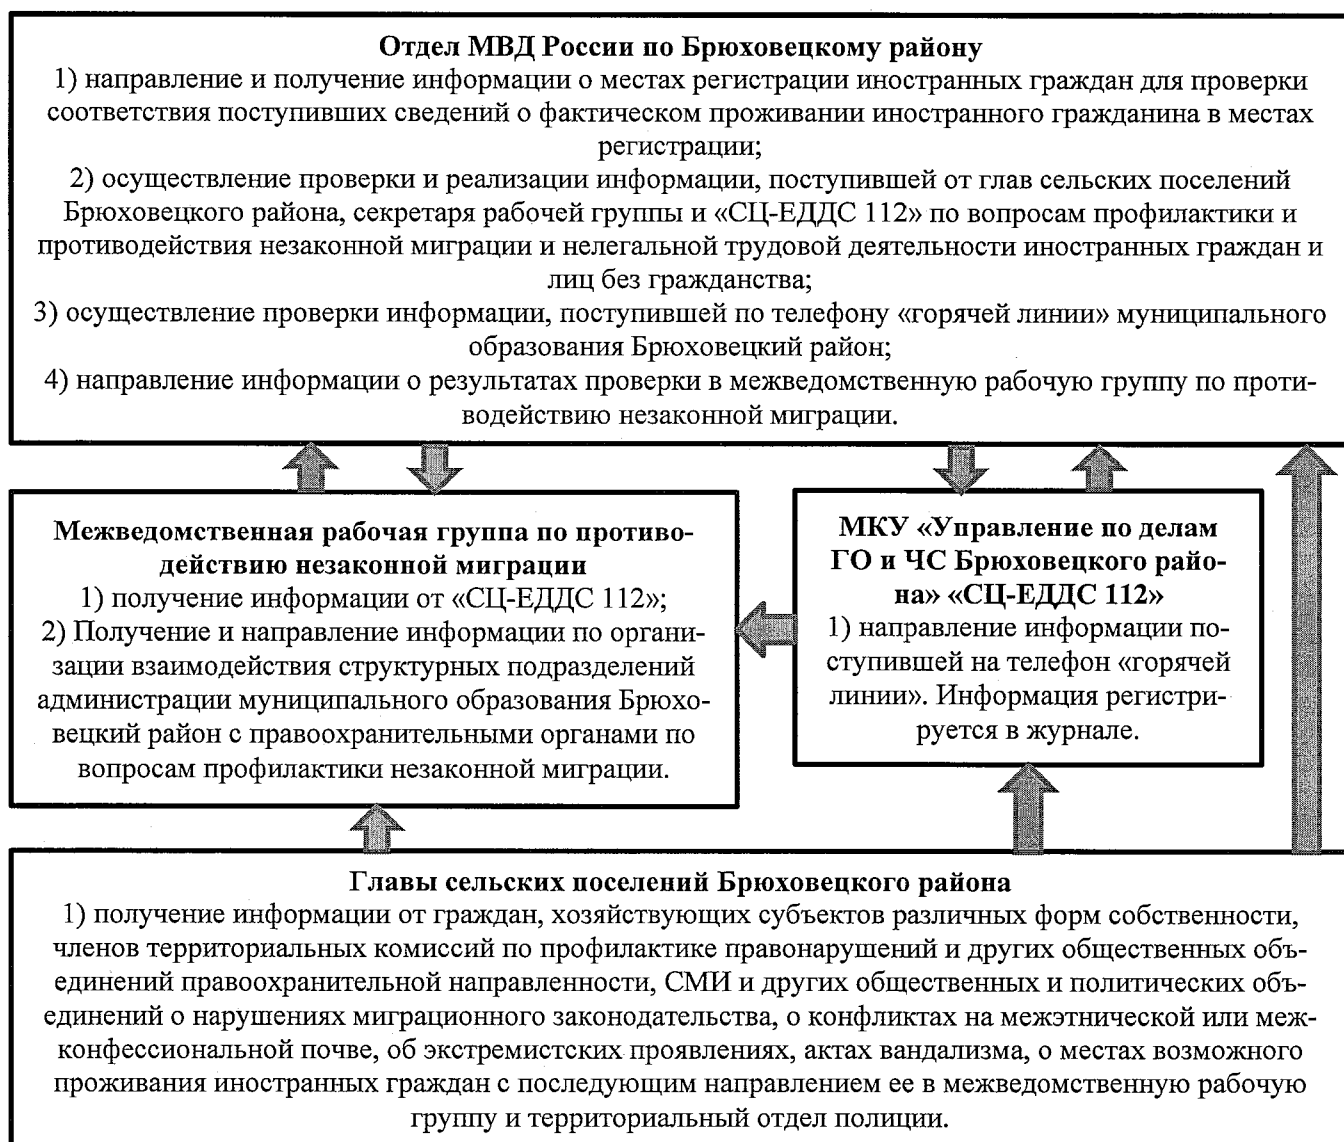 Отдел МВД России по Брюховецкому району
1) направление и получение информации о местах регистрации иностранных граждан для проверки
соответствия поступивших сведений о фактическом проживании иностранного гражданина в местах
регистрации;
2) осуществление проверки и реализации информации, поступившей от глав сельских поселений
Брюховецкого района, секретаря рабочей группы и «СЦ-ЕДДС 112» по вопросам профилактики и
противодействия незаконной миграции и нелегальной трудовой деятельности иностранных граждан и
лиц без гражданства;
3) осуществление проверки информации, поступившей по телефону «горячей линии» муниципального
образования Брюховецкий район;
4) направление информации о результатах проверки в межведомственную рабочую группу по проти-
водействию незаконной миграции.
Межведомственная рабочая группа по противо-
действию незаконной миграции
1) получение информации от «СЦ-ЕДДС 112»;
2) Получение и направление информации по органи-
зации взаимодействия структурных подразделений
администрации муниципального образования Брюхо-
вецкий район с правоохранительными органами по
вопросам профилактики незаконной миграции.
МКУ «Управление по делам
ГО и ЧС Брюховецкого райо-
на» «СЦ-ЕДДС 112»
1) направление информации по-
ступившей на телефон «горячей
линии». Информация регистри-
руется в журнале.
Главы сельских поселений Брюховецкого района
1) получение информации от граждан, хозяйствующих субъектов различных форм собственности,
членов территориальных комиссий по профилактике правонарушений и других общественных объ-
единений правоохранительной направленности, СМИ и других общественных и политических объ-
единений о нарушениях миграционного законодательства, о конфликтах на межэтнической или меж-
конфессиональной почве, об экстремистских проявлениях, актах вандализма, о местах возможного
проживания иностранных граждан с последующим направлением ее в межведомственную рабочую
группу и территориальный отдел полиции.